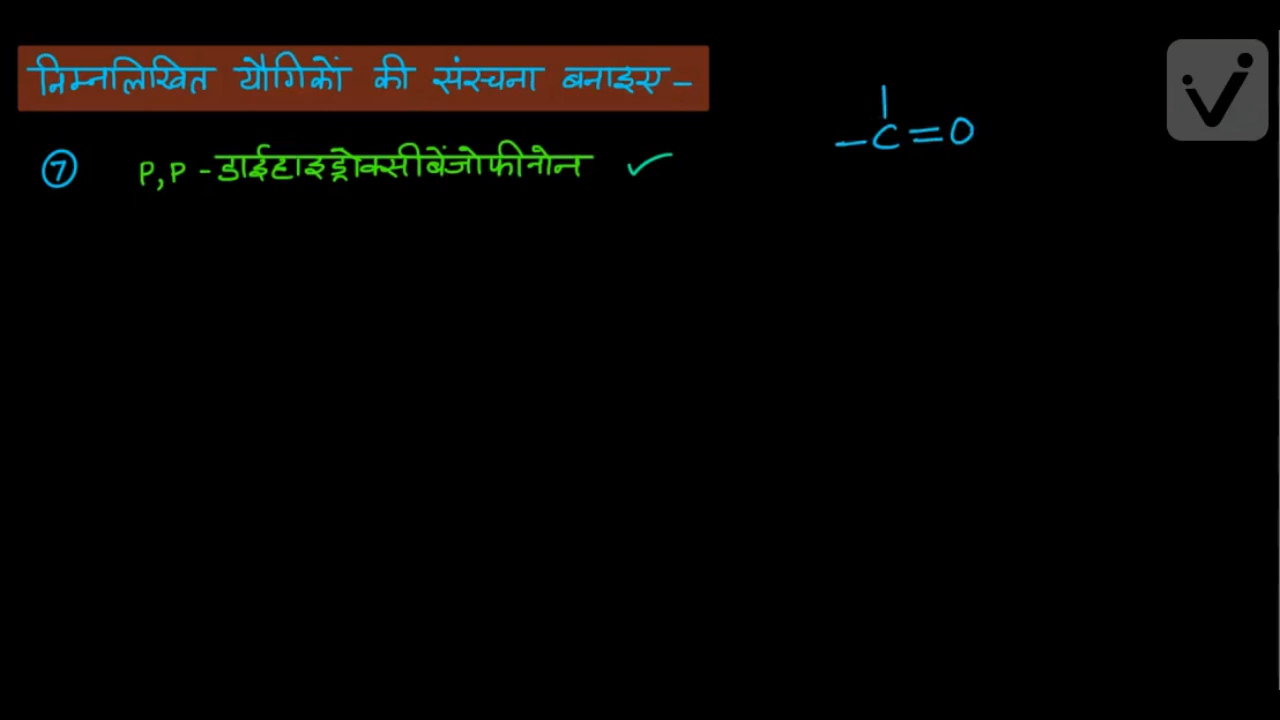 निम्नलिखित यौगिकों की संरचना बनाइए -
⑦ P,P - डाईहाइड्रोक्सीबेंजोफीनोन ✓
-C=O